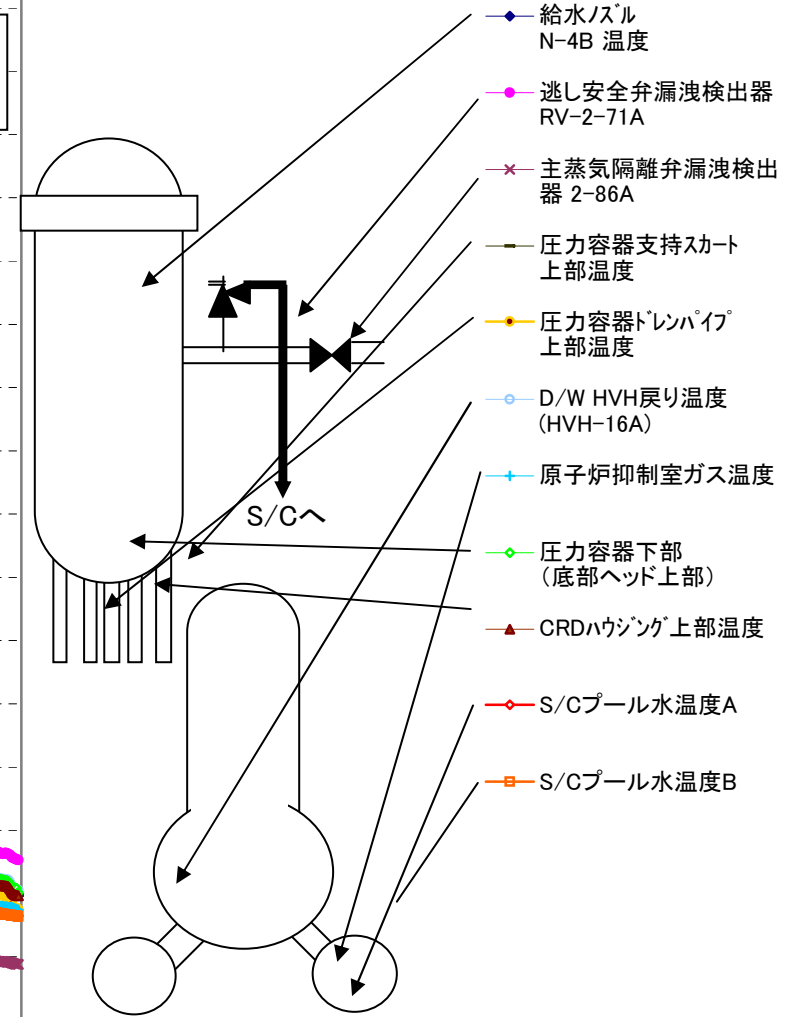 給水ﾉｽﾞﾙ
N-4B 温度
逃し安全弁漏洩検出器
RV-2-71A
主蒸気隔離弁漏洩検出
器 2-86A
圧力容器支持ｽｶｰﾄ
上部温度
圧力容器ﾄﾞﾚﾝﾊﾟｲﾌﾟ
上部温度
D/W HVH戻り温度
(HVH-16A)
原子炉抑制室ガス温度
S/Cへ
圧力容器下部
（底部ヘッド上部）
CRDﾊｳｼﾞﾝｸﾞ上部温度
S/Cプール水温度A
S/Cプール水温度B